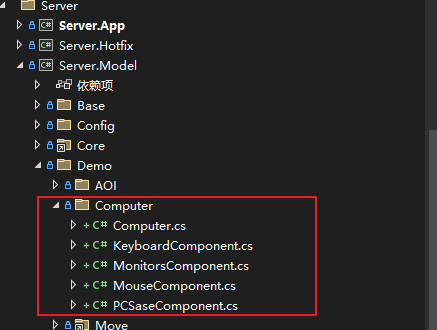 Server
Server.App
Server.Hotfix
Server.Model
依赖项
Base
Config
Core
Demo
AOI
Computer
Computer.cs
KeyboardComponent.cs
MonitorsComponent.cs
MouseComponent.cs
PCSaseComponent.cs
Move